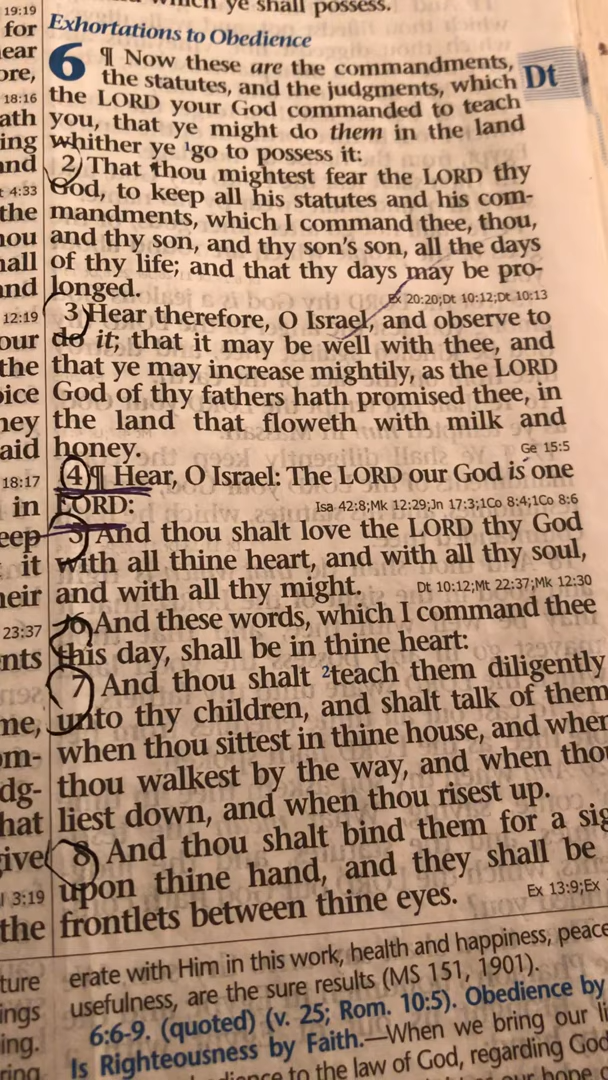 which ye shall possess.
19:19
for
ear
ore,
18:16
ath
ing
and
4:33
the
ou
all
and
12:19
our
the
oice
ney
aid
18:17
in
eep
it
heir
23:37
nts
me,
om-
dg-
hat
give
3:19
the
Exhortations to Obedience
Dt
6 ¶ Now these are the commandments,
the statutes, and the judgments, which
the LORD your God commanded to teach
you, that ye might do them in the land
whither ye ¹go to possess it:
2 That thou mightest fear the LORD thy
God, to keep all his statutes and his com-
mandments, which I command thee, thou,
and thy son, and thy son's son, all the days
of thy life; and that thy days may be pro-
longed.
Ex 20:20;Dt 10:12;Dt 10:13
3 Hear therefore, O Israel, and observe to
do it; that it may be well with thee, and
that ye may increase mightily, as the LORD
God of thy fathers hath promised thee, in
the land that floweth with milk and
honey.
Ge 15:5
4 ¶ Hear, O Israel: The LORD our God is one
LORD:
Isa 42:8;Mk 12:29;Jn 17:3;1Co 8:4;1Co 8:6
5 And thou shalt love the LORD thy God
with all thine heart, and with all thy soul,
and with all thy might.
Dt 10:12;Mt 22:37;Mk 12:30
6 And these words, which I command thee
this day, shall be in thine heart:
7 And thou shalt ²teach them diligently
unto thy children, and shalt talk of them
when thou sittest in thine house, and when
thou walkest by the way, and when thou
liest down, and when thou risest up.
8 And thou shalt bind them for a sig
upon thine hand, and they shall be
frontlets between thine eyes.
Ex 13:9;Ex
ture
ings
ing.
ring
erate with Him in this work, health and happiness, peace
usefulness, are the sure results (MS 151, 1901).
6:6-9. (quoted) (v. 25; Rom. 10:5). Obedience by
Is Righteousness by Faith.—When we bring our li
to the law of God, regarding God
our hope